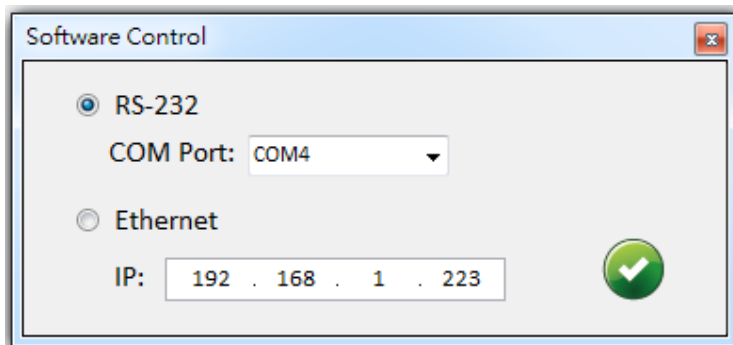 Software Control
RS-232
COM Port: COM4
Ethernet
IP: 192 . 168 . 1 . 223